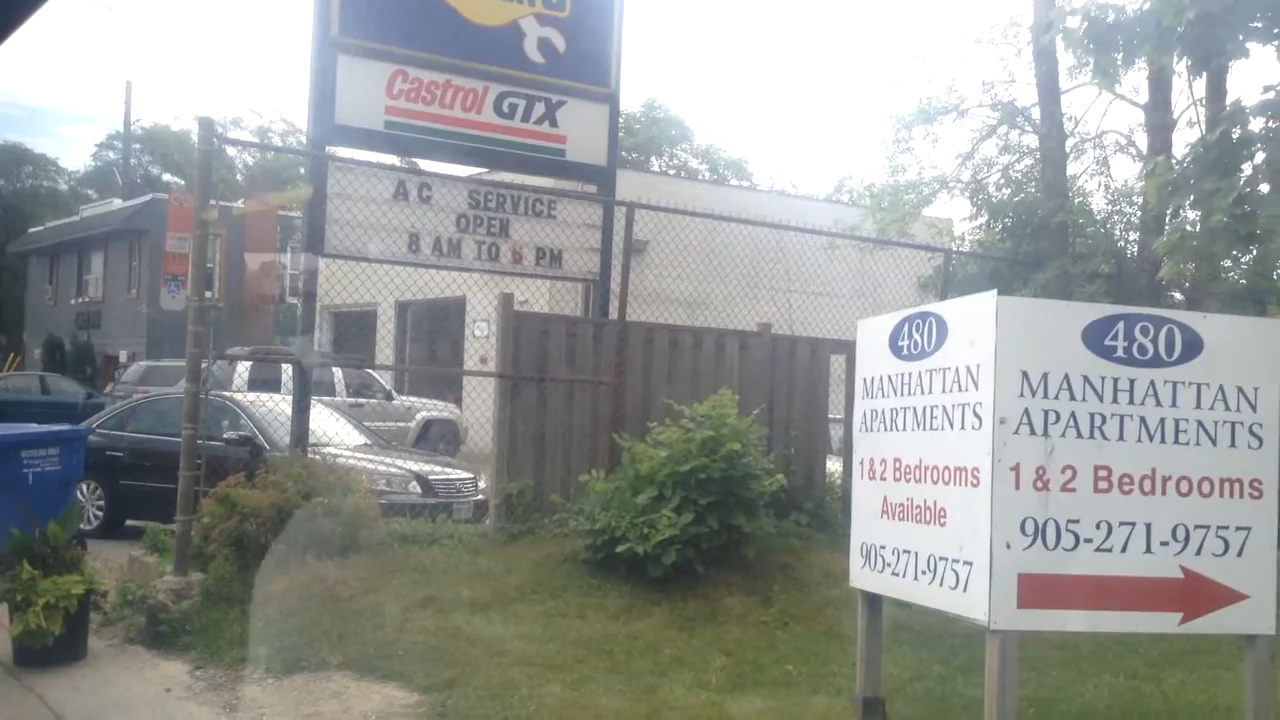 Castrol GTX
AC SERVICE
OPEN
8 AM TO 6 PM
480
MANHATTAN
APARTMENTS
1 & 2 Bedrooms
Available
905-271-9757
480
MANHATTAN
APARTMENTS
1 & 2 Bedrooms
905-271-9757